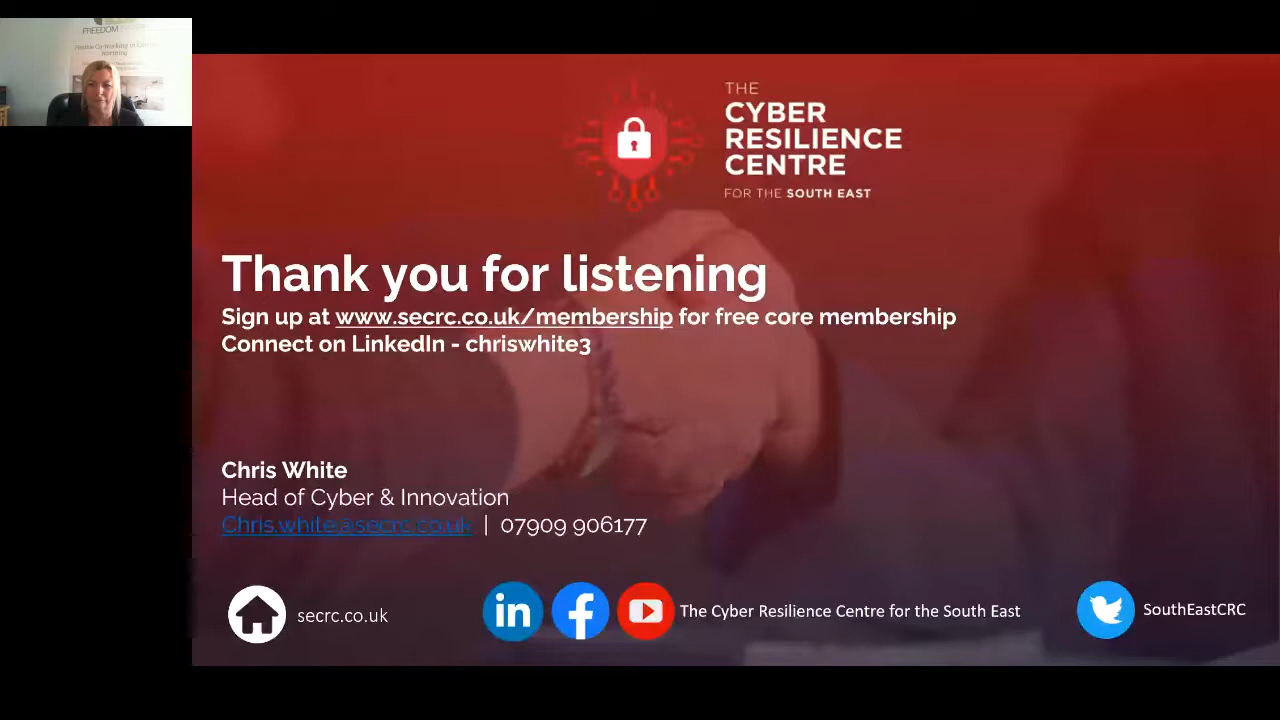 FREEDOM
THE
CYBER
RESILIENCE
CENTRE
FOR THE SOUTH EAST
Thank you for listening
Sign up at www.secrc.co.uk/membership for free core membership
Connect on LinkedIn - chriswhite3
Chris White
Head of Cyber & Innovation
Chris.white@secrc.co.uk | 07909 906177
secrc.co.uk
The Cyber Resilience Centre for the South East
SouthEastCRC